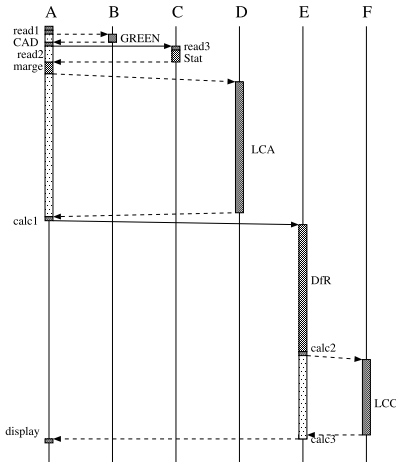 A B C D E F
read1
GREEN
CAD
read3
read2
Stat
marge
LCA
calc1
DfR
calc2
LCC
display
calc3